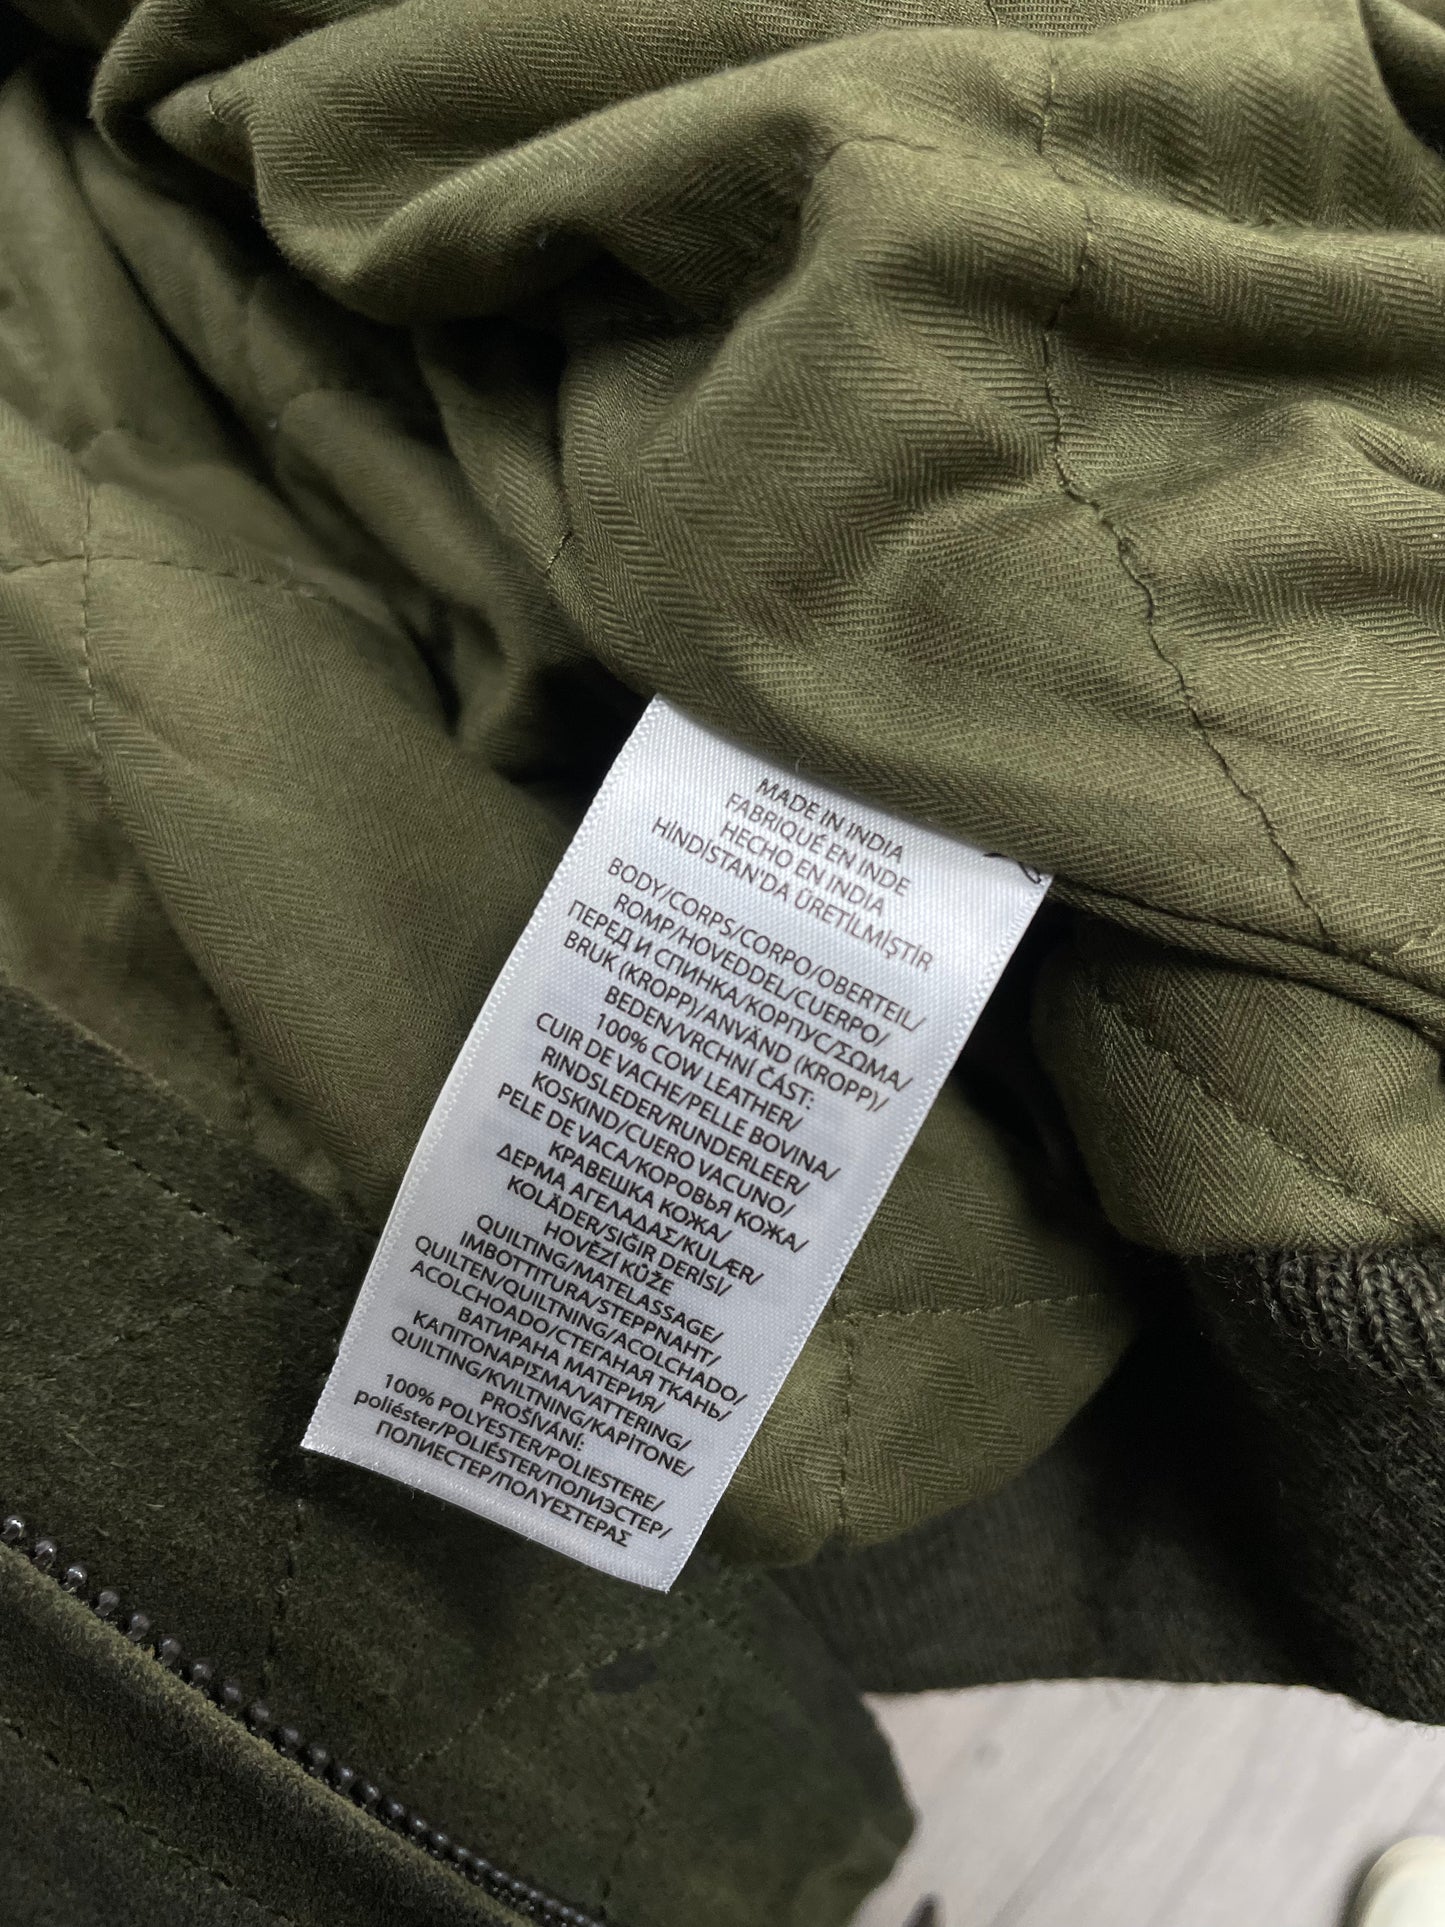 MADE IN INDIA
FABRIQUÉ EN INDE
HECHO EN INDIA
HİNDİSTAN'DA ÜRETİLMİŞTİR
BODY/CORPS/CORPO/OBERTEIL/
ROMP/HOVEDDEL/CUERPO/
ПЕРЕД И СПИНКА/КОРПУС/ΣΩΜΑ/
BRUK (KROPP)/ANVÄND (KROPP)/
BEDEN/VRCHNÍ ČÁST:
100% COW LEATHER/
CUIR DE VACHE/PELLE BOVINA/
RINDSLEDER/RUNDERLEER/
KOSKIND/CUERO VACUNO/
PELE DE VACA/КОРОВЬЯ КОЖА/
КРАВЕШКА КОЖА/
ΔΕΡΜΑ ΑΓΕΛΑΔΑΣ/KULÆR/
KOLÄDER/SIĞIR DERİSİ/
HOVĚZÍ KŮŽE
QUILTING/MATELASSAGE/
IMBOTTITURA/STEPPNAHT/
QUILTEN/QUILTNING/ACOLCHADO/
ACOLCHOADO/СТЕГАНАЯ ТКАНЬ/
ВАТИРАНА МАТЕРИЯ/
ΚΑΠΙΤΟΝΑΡΙΣΜΑ/VATTERING/
QUILTING/KVILTNING/KAPİTONE/
PROŠÍVÁNÍ:
100% POLYESTER/POLIESTERE/
poliéster/POLIÉSTER/ПОЛИЭСТЕР/
ПОЛИЕСТЕР/ΠΟΛΥΕΣΤΕΡΑΣ